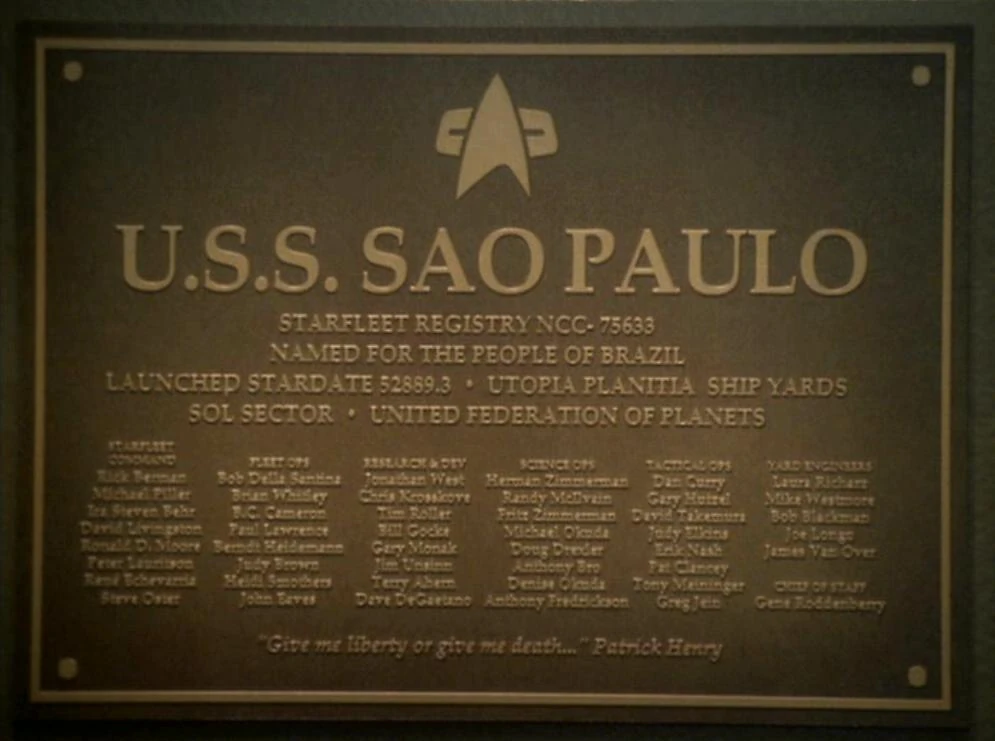 U.S.S. SAO PAULO
STARFLEET REGISTRY NCC- 75633
NAMED FOR THE PEOPLE OF BRAZIL
LAUNCHED STARDATE 52889.3 • UTOPIA PLANITIA SHIP YARDS
SOL SECTOR • UNITED FEDERATION OF PLANETS
STARFLEET
COMMAND
Rick Berman
Michael Piller
Ira Steven Behr
David Livingston
Ronald D. Moore
Peter Lauritson
René Echevarria
Steve Oster
FLEET OPS
Bob Della Santina
Brian Whitley
B.C. Cameron
Paul Lawrence
Berndt Heidemann
Judy Brown
Heidi Smothers
John Eaves
RESEARCH & DEV
Jonathan West
Chris Krosskove
Tim Roller
Bill Gocke
Gary Monak
Jim Unsinn
Terry Ahern
Dave DeGaetano
SCIENCE OPS
Herman Zimmerman
Randy McIlvain
Fritz Zimmerman
Michael Okuda
Doug Drexler
Anthony Bro
Denise Okuda
Anthony Fredrickson
TACTICAL OPS
Dan Curry
Gary Hutzel
David Takemura
Judy Elkins
Erik Nash
Pat Clancey
Tony Meininger
Greg Jein
YARD ENGINEERS
Laura Richarz
Mike Westmore
Bob Blackman
Joe Longo
James Van Over
CHIEF OF STAFF
Gene Roddenberry
"Give me liberty or give me death..." Patrick Henry